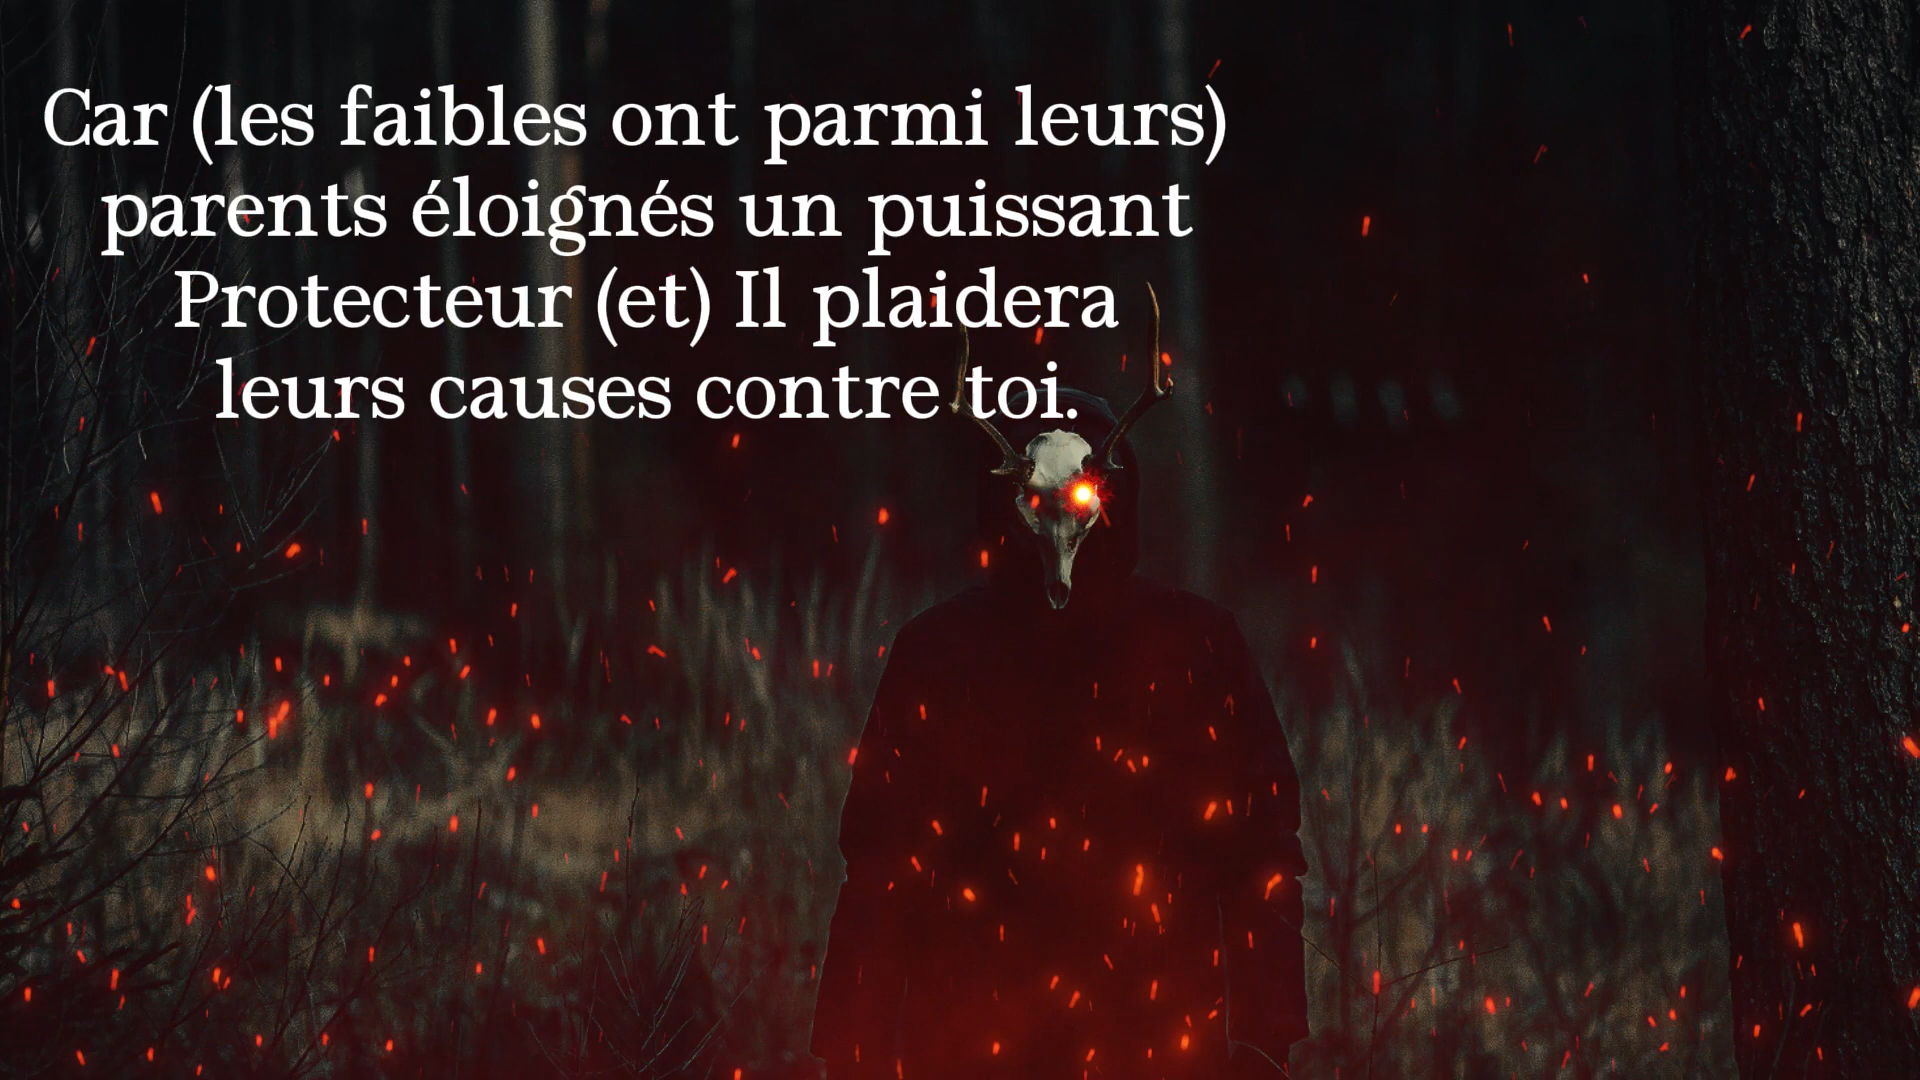 Car (les faibles ont parmi leurs)
parents éloignés un puissant
Protecteur (et) Il plaidera
leurs causes contre toi.